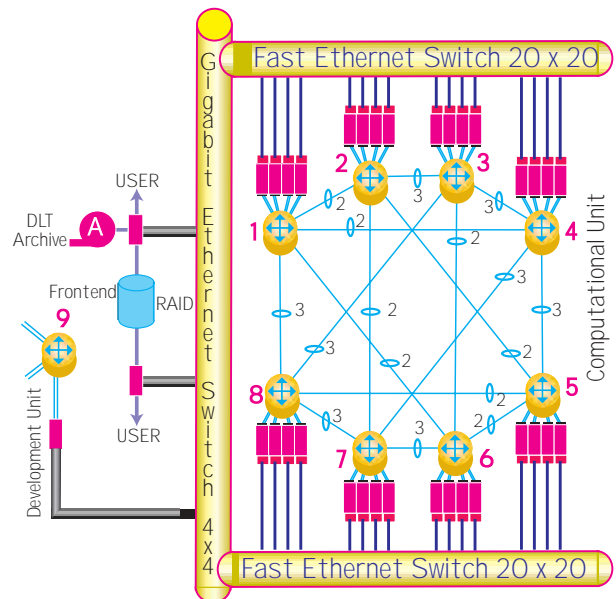 Fast Ethernet Switch 20 x 20
Gigabit Ethernet Switch 4x4
USER
DLT
Archive
A
Frontend
RAID
9
Development Unit
USER
2
3
1
4
8
5
7
6
2
3
3
2
2
2
2
2
3
3
3
3
2
2
3
3
2
Computational Unit
Fast Ethernet Switch 20 x 20